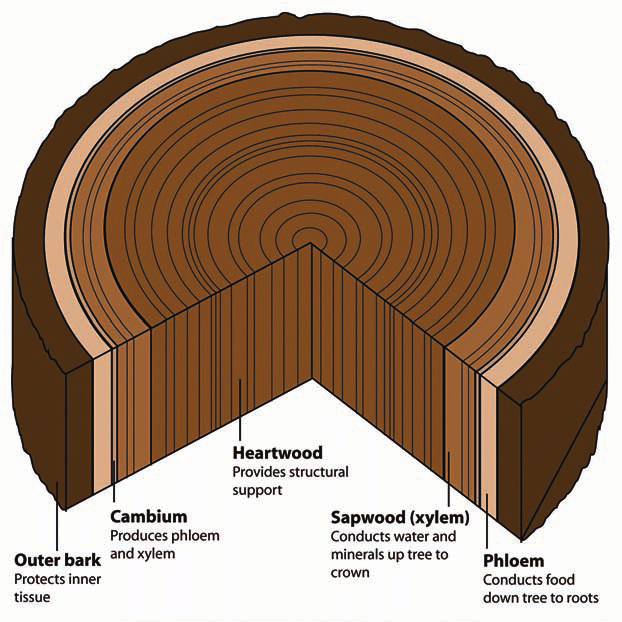 Heartwood
Provides structural
support
Cambium
Produces phloem
and xylem
Sapwood (xylem)
Conducts water and
minerals up tree to
crown
Outer bark
Protects inner
tissue
Phloem
Conducts food
down tree to roots